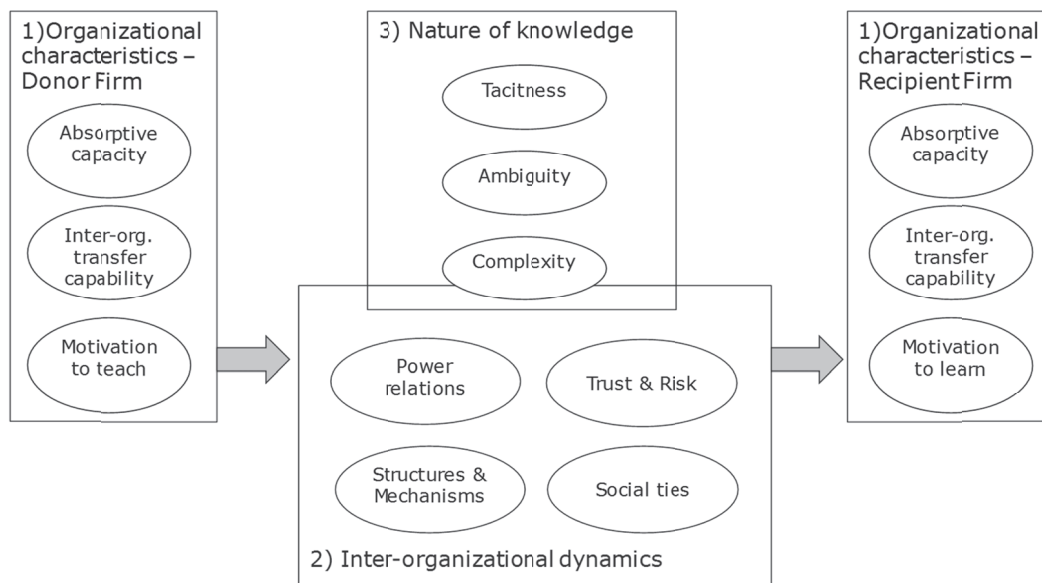 1)Organizational
characteristics –
Donor Firm
Absorptive
capacity
Inter-org.
transfer
capability
Motivation
to teach
3) Nature of knowledge
Tacitness
Ambiguity
Complexity
Power
relations
Trust & Risk
Structures &
Mechanisms
Social ties
2) Inter-organizational dynamics
1)Organizational
characteristics –
Recipient Firm
Absorptive
capacity
Inter-org.
transfer
capability
Motivation
to learn